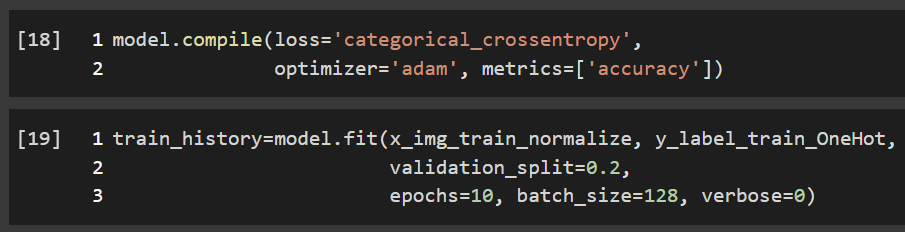 [18] 1 model.compile(loss='categorical_crossentropy',
2 optimizer='adam', metrics=['accuracy'])
[19] 1 train_history=model.fit(x_img_train_normalize, y_label_train_OneHot,
2 validation_split=0.2,
3 epochs=10, batch_size=128, verbose=0)